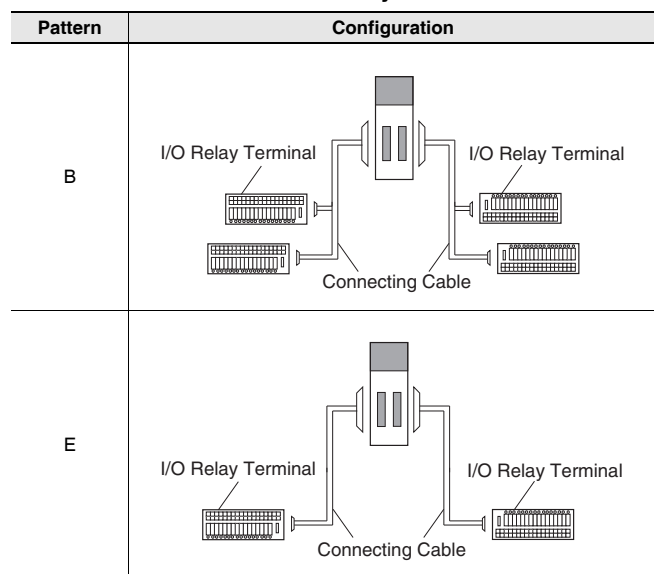 Pattern Configuration
B
I/O Relay Terminal I/O Relay Terminal
Connecting Cable
E
I/O Relay Terminal I/O Relay Terminal
Connecting Cable